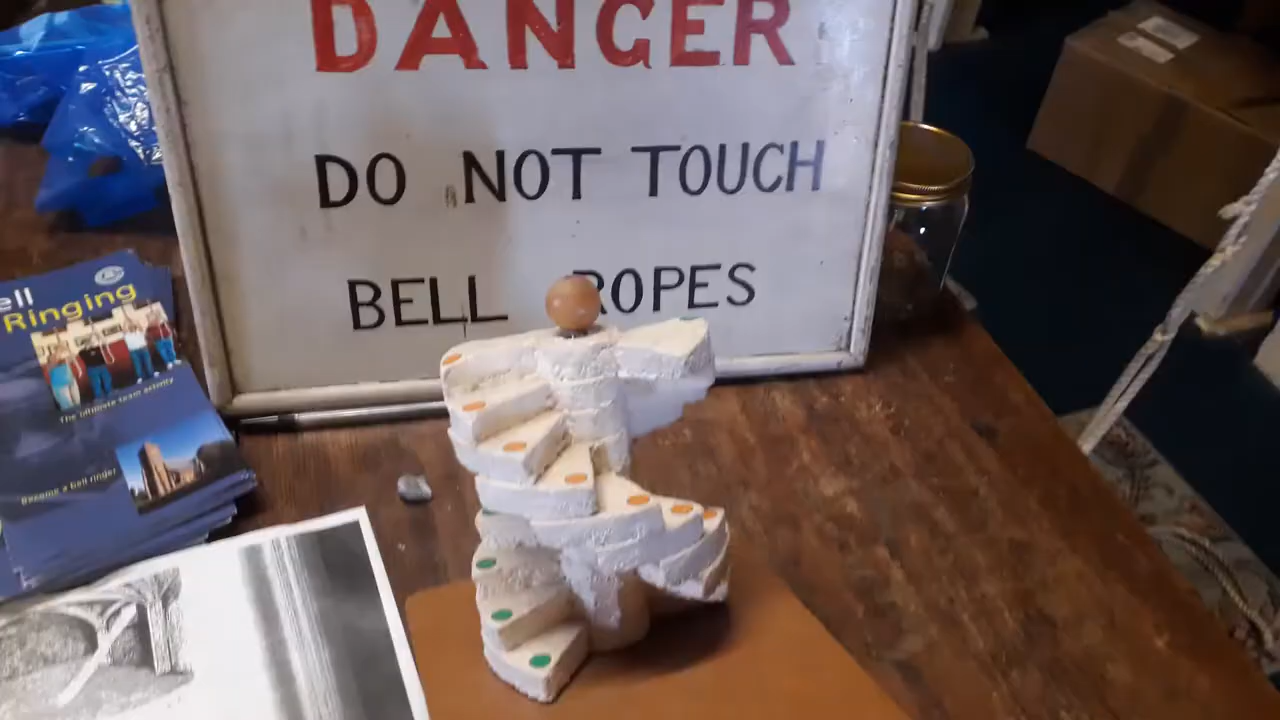 DANGER
DO NOT TOUCH
BELL ROPES
ell
Ringing
The ultimate team activity
Become a bell ringer